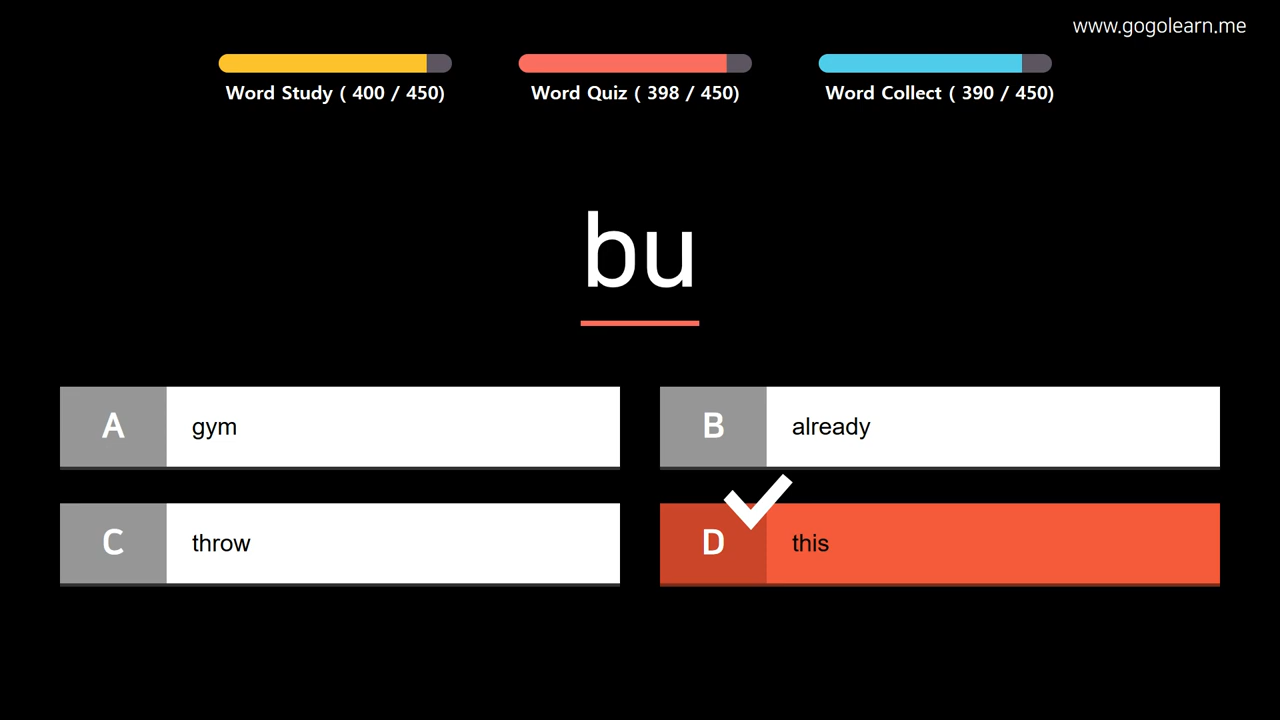 www.gogolearn.me
Word Study ( 400 / 450)
Word Quiz ( 398 / 450)
Word Collect ( 390 / 450)
bu
A gym
B already
C throw
D this